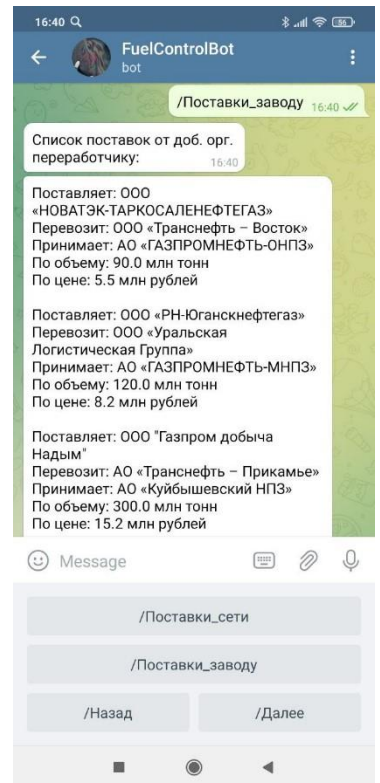 16:40
56
FuelControlBot
bot
/Поставки_заводу 16:40
Список поставок от доб. орг.
переработчику: 16:40
Поставляет: ООО
«НОВАТЭК-ТАРКОСАЛЕНЕФТЕГАЗ»
Перевозит: ООО «Транснефть – Восток»
Принимает: АО «ГАЗПРОМНЕФТЬ-ОНПЗ»
По объему: 90.0 млн тонн
По цене: 5.5 млн рублей
Поставляет: ООО «РН-Юганскнефтегаз»
Перевозит: ООО «Уральская
Логистическая Группа»
Принимает: АО «ГАЗПРОМНЕФТЬ-МНПЗ»
По объему: 120.0 млн тонн
По цене: 8.2 млн рублей
Поставляет: ООО "Газпром добыча
Надым"
Перевозит: АО «Транснефть – Прикамье»
Принимает: АО «Куйбышевский НПЗ»
По объему: 300.0 млн тонн
По цене: 15.2 млн рублей
Message
/Поставки_сети
/Поставки_заводу
/Назад
/Далее